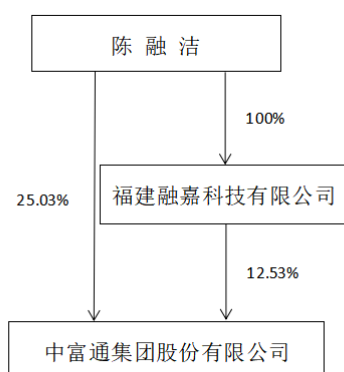 陈 融 洁
100%
福建融嘉科技有限公司
25.03%
12.53%
中富通集团股份有限公司